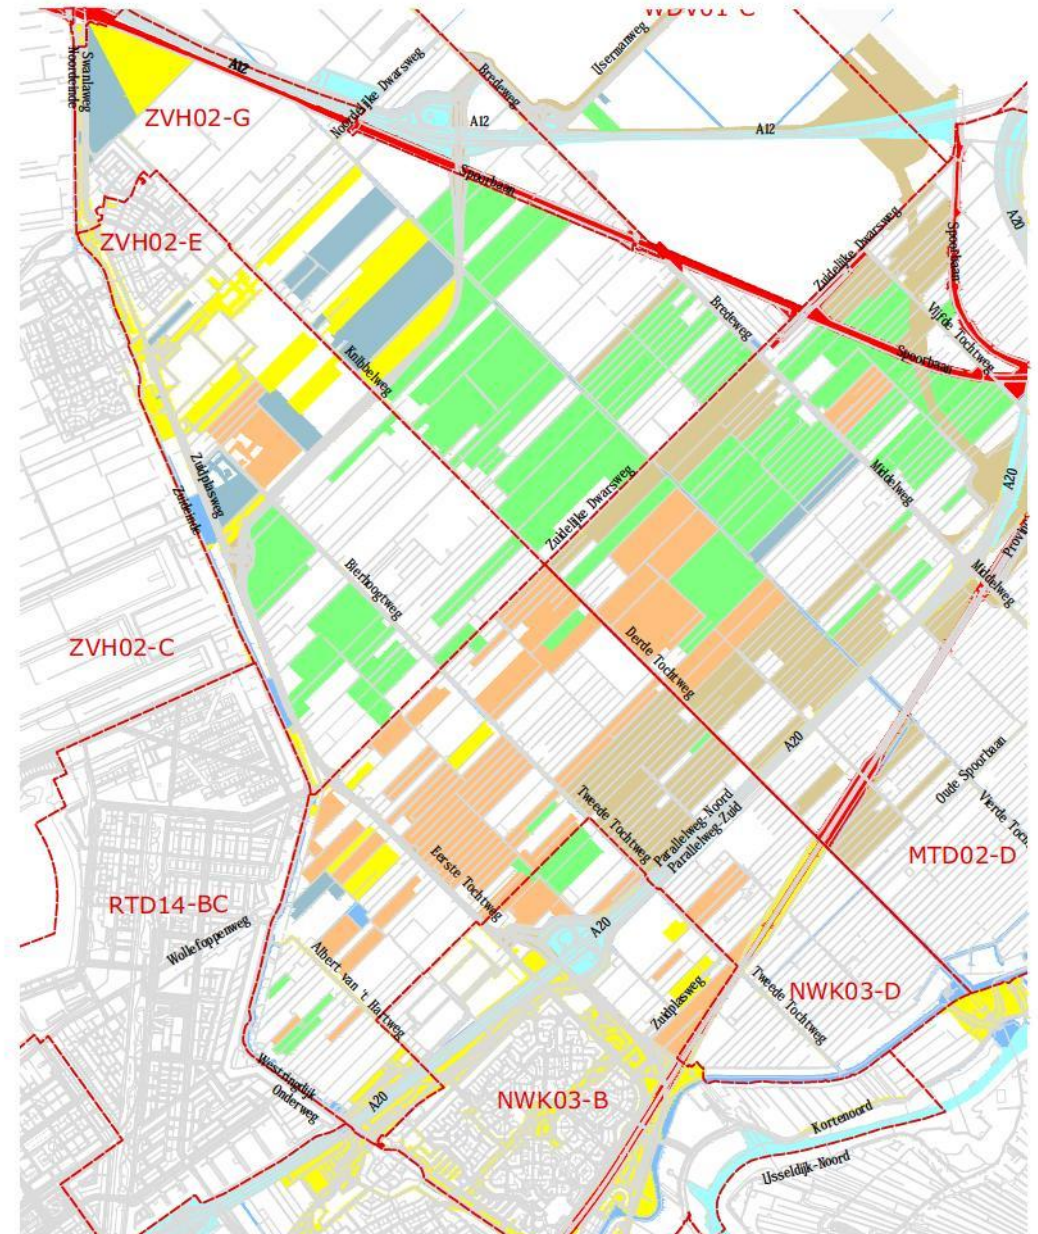 WDV01-C
Noordeinde
Swanlaweg
A12
Noordelijke Dwarsweg
Bredeweg
IJsermanweg
ZVH02-G
A12
A12
Spoorbaan
A20
ZVH02-E
Zuidelijke Dwarsweg
Spoorbaan
Bredeweg
Vijfde Tochtweg
Knibbelweg
Spoorbaan
Zuidplasweg
Zuideinde
Zuidelijke Dwarsweg
Middelweg
A20
Bierhoogtweg
Middelweg
ZVH02-C
Derde Tochtweg
A20
Oude Spoorbaan
Tweede Tochtweg
Parallelweg-Noord
Parallelweg-Zuid
MTD02-D
Eerste Tochtweg
RTD14-BC
Wollefoppenweg
A20
Albert van 't Hartweg
Zuidplasweg
Tweede Tochtweg
NWK03-D
Westringdijk
Onderweg
A20
NWK03-B
Kortenoord
IJsseldijk-Noord